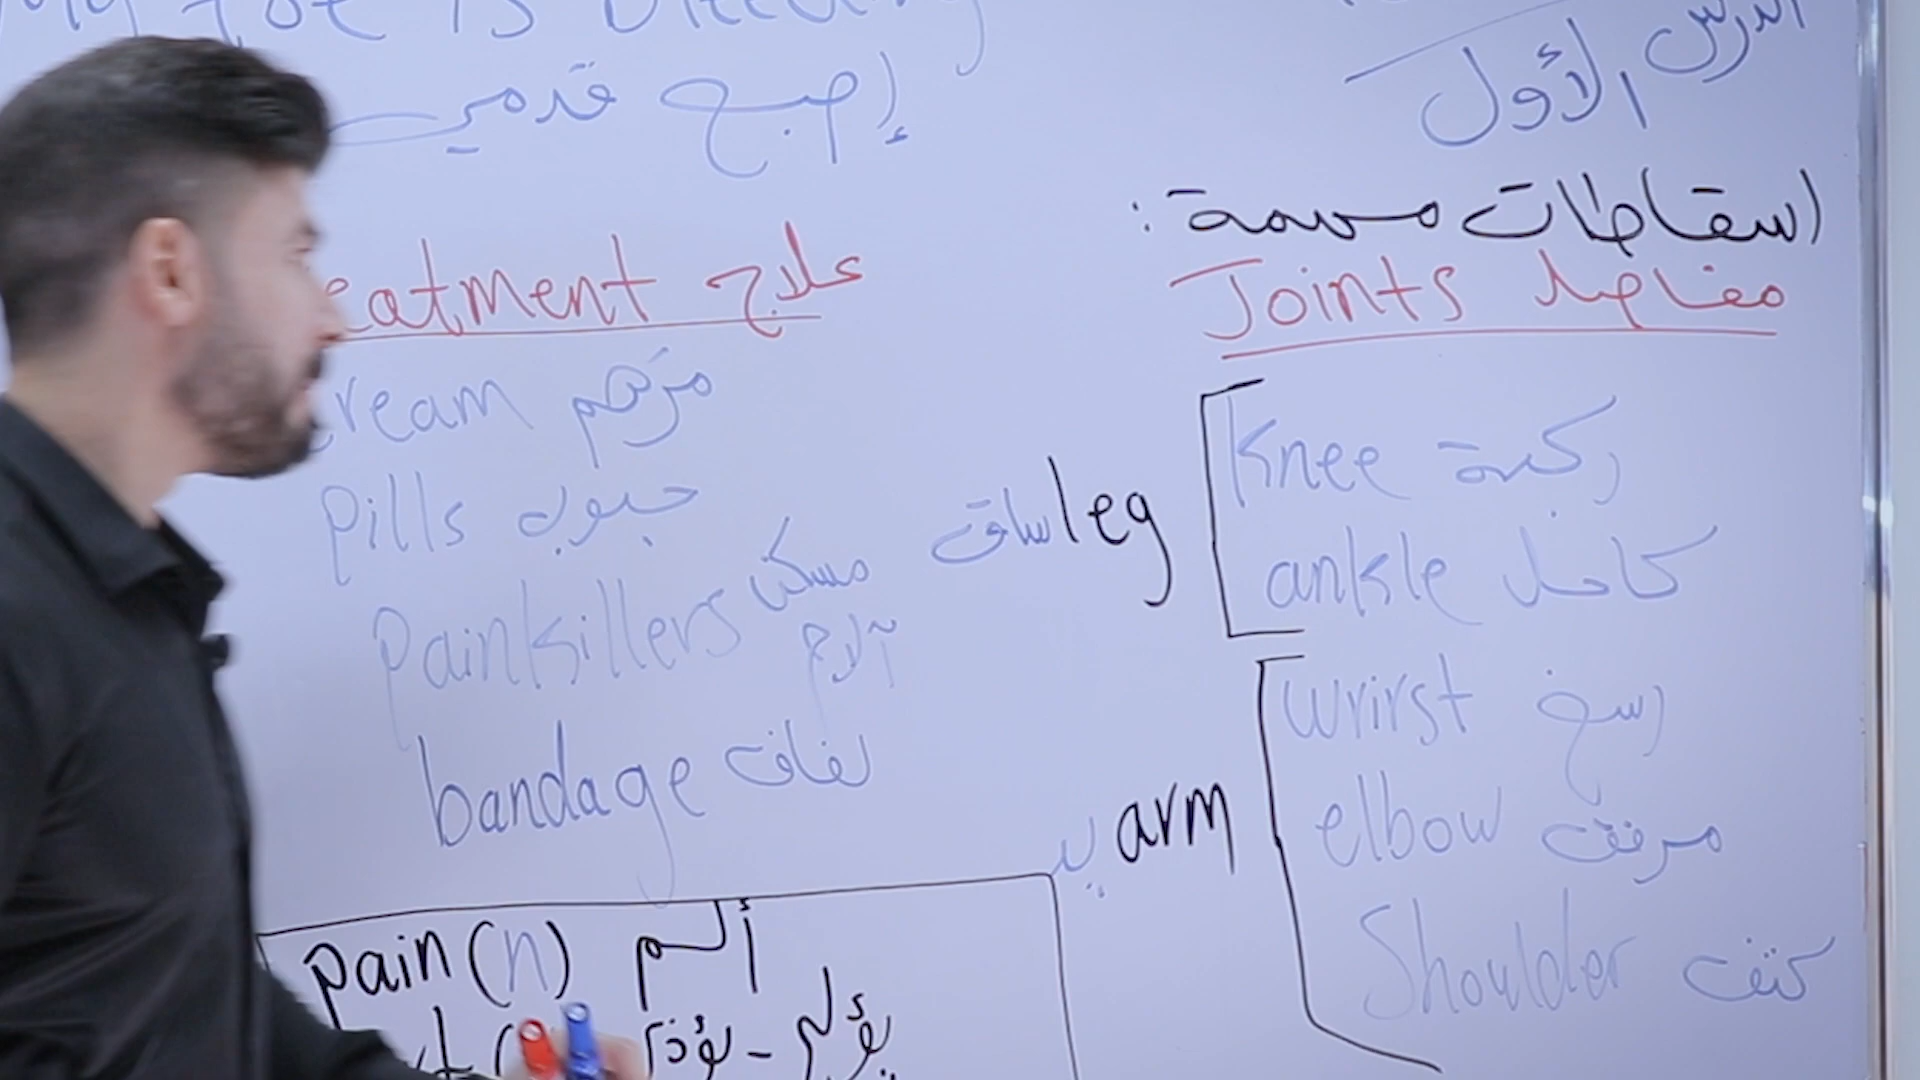 الدرس
الأول
إصبع قدمي
اسقاطات مهمة :
Joints مفاصل
knee ركبة
ankle كاحل
leg ساق
wrirst رسغ
elbow مرفق
shoulder كتف
arm يد
eatment علاج
ream مَرهم
pills حبوب
painkillers مسكن
آلام
bandage لفاف
pain (n) ألم
يؤلم - يؤذي